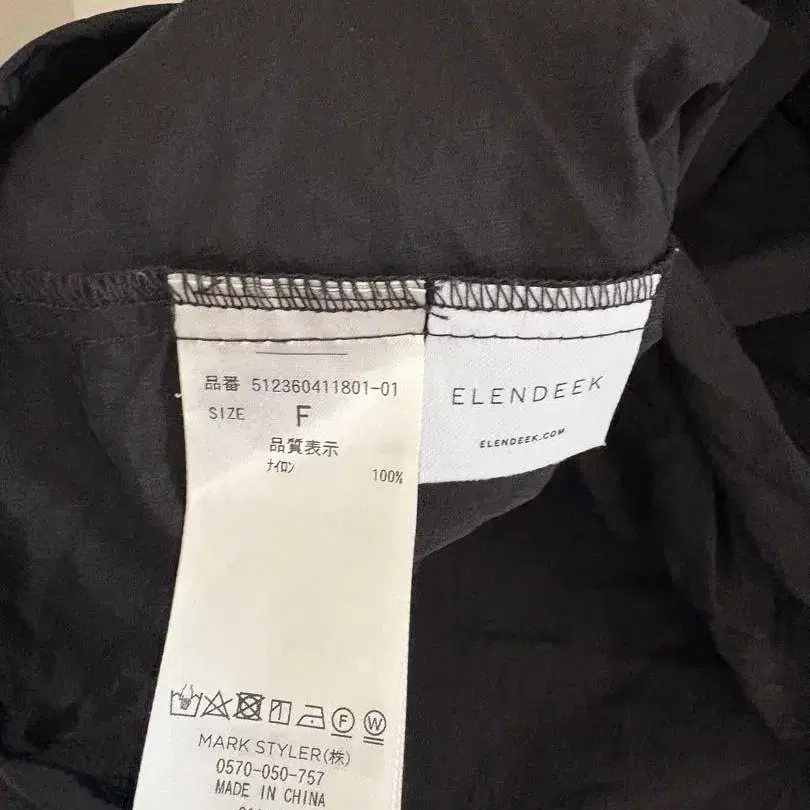 品番 512360411801-01
SIZE F
品質表示
ナイロン 100%
F W
MARK STYLER(株)
0570-050-757
MADE IN CHINA
ELENDEEK
ELENDEEK.COM